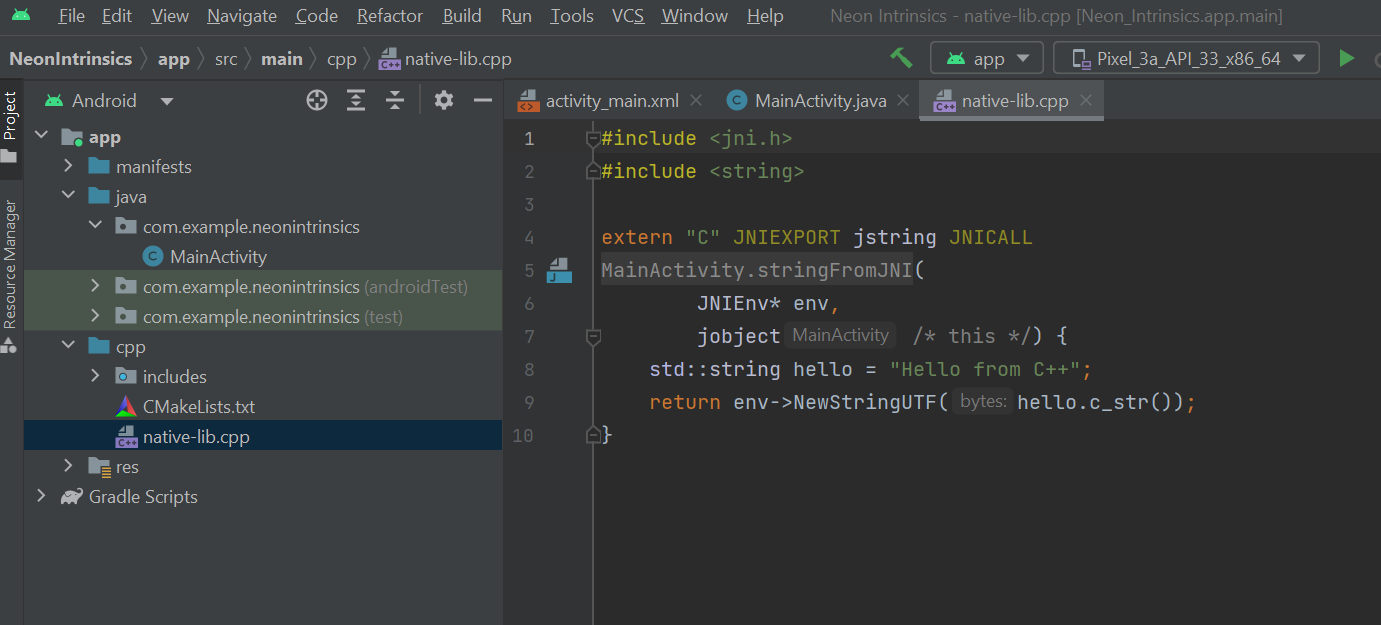 File Edit View Navigate Code Refactor Build Run Tools VCS Window Help Neon Intrinsics - native-lib.cpp [Neon_Intrinsics.app.main]
NeonIntrinsics app src main cpp C++ native-lib.cpp app Pixel_3a_API_33_x86_64
Project
Resource Manager
Android
app
manifests
java
com.example.neonintrinsics
C MainActivity
com.example.neonintrinsics (androidTest)
com.example.neonintrinsics (test)
cpp
includes
CMakeLists.txt
C++ native-lib.cpp
res
Gradle Scripts
activity_main.xml C MainActivity.java C++ native-lib.cpp
1 #include <jni.h>
2 #include <string>
3
4 extern "C" JNIEXPORT jstring JNICALL
5 J MainActivity.stringFromJNI(
6 JNIEnv* env,
7 jobject MainActivity /* this */) {
8 std::string hello = "Hello from C++";
9 return env->NewStringUTF( bytes: hello.c_str());
10 }